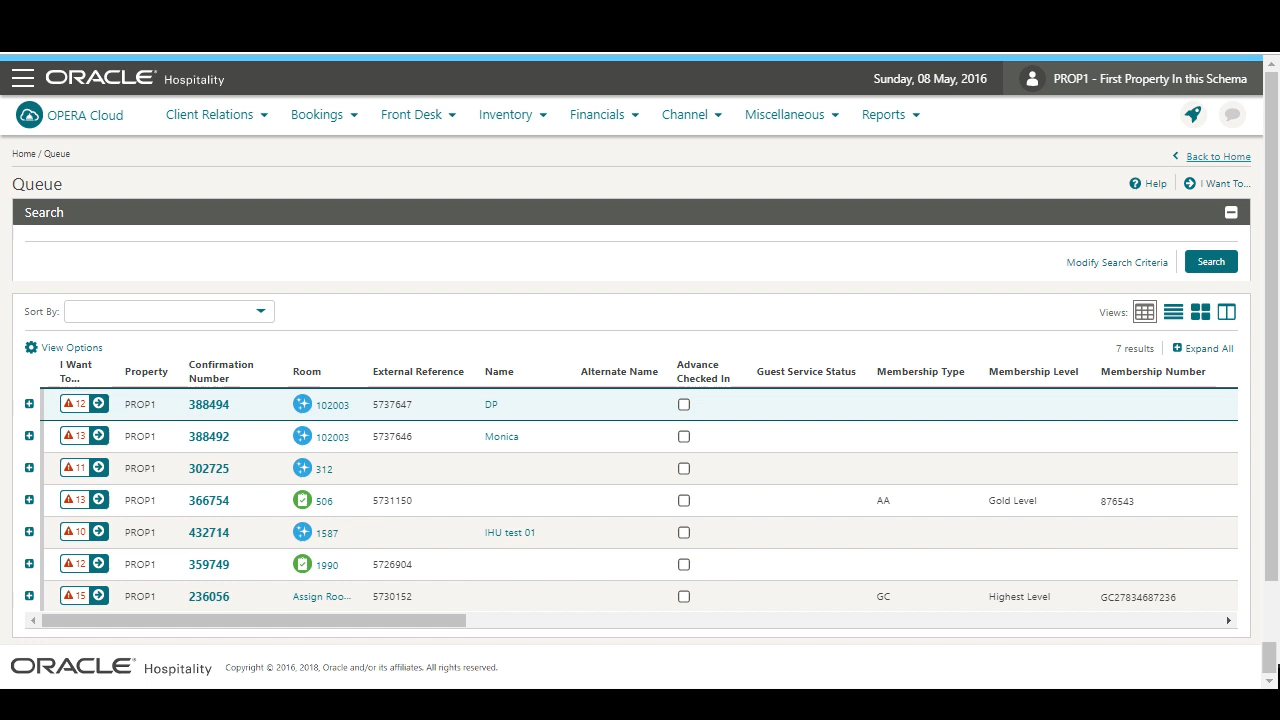 ORACLE Hospitality Sunday, 08 May, 2016 PROP1 - First Property In this Schema
OPERA Cloud Client Relations Bookings Front Desk Inventory Financials Channel Miscellaneous Reports
Home / Queue Back to Home
Queue Help I Want To...
Search
Modify Search Criteria Search
Sort By: Views:
View Options 7 results Expand All
I Want To... Property Confirmation Number Room External Reference Name Alternate Name Advance Checked In Guest Service Status Membership Type Membership Level Membership Number
12 PROP1 388494 102003 5737647 DP
13 PROP1 388492 102003 5737646 Monica
11 PROP1 302725 312
13 PROP1 366754 506 5731150 AA Gold Level 876543
10 PROP1 432714 1587 IHU test 01
12 PROP1 359749 1990 5726904
15 PROP1 236056 Assign Roo... 5730152 GC Highest Level GC27834687236
ORACLE Hospitality Copyright © 2016, 2018, Oracle and/or its affiliates. All rights reserved.